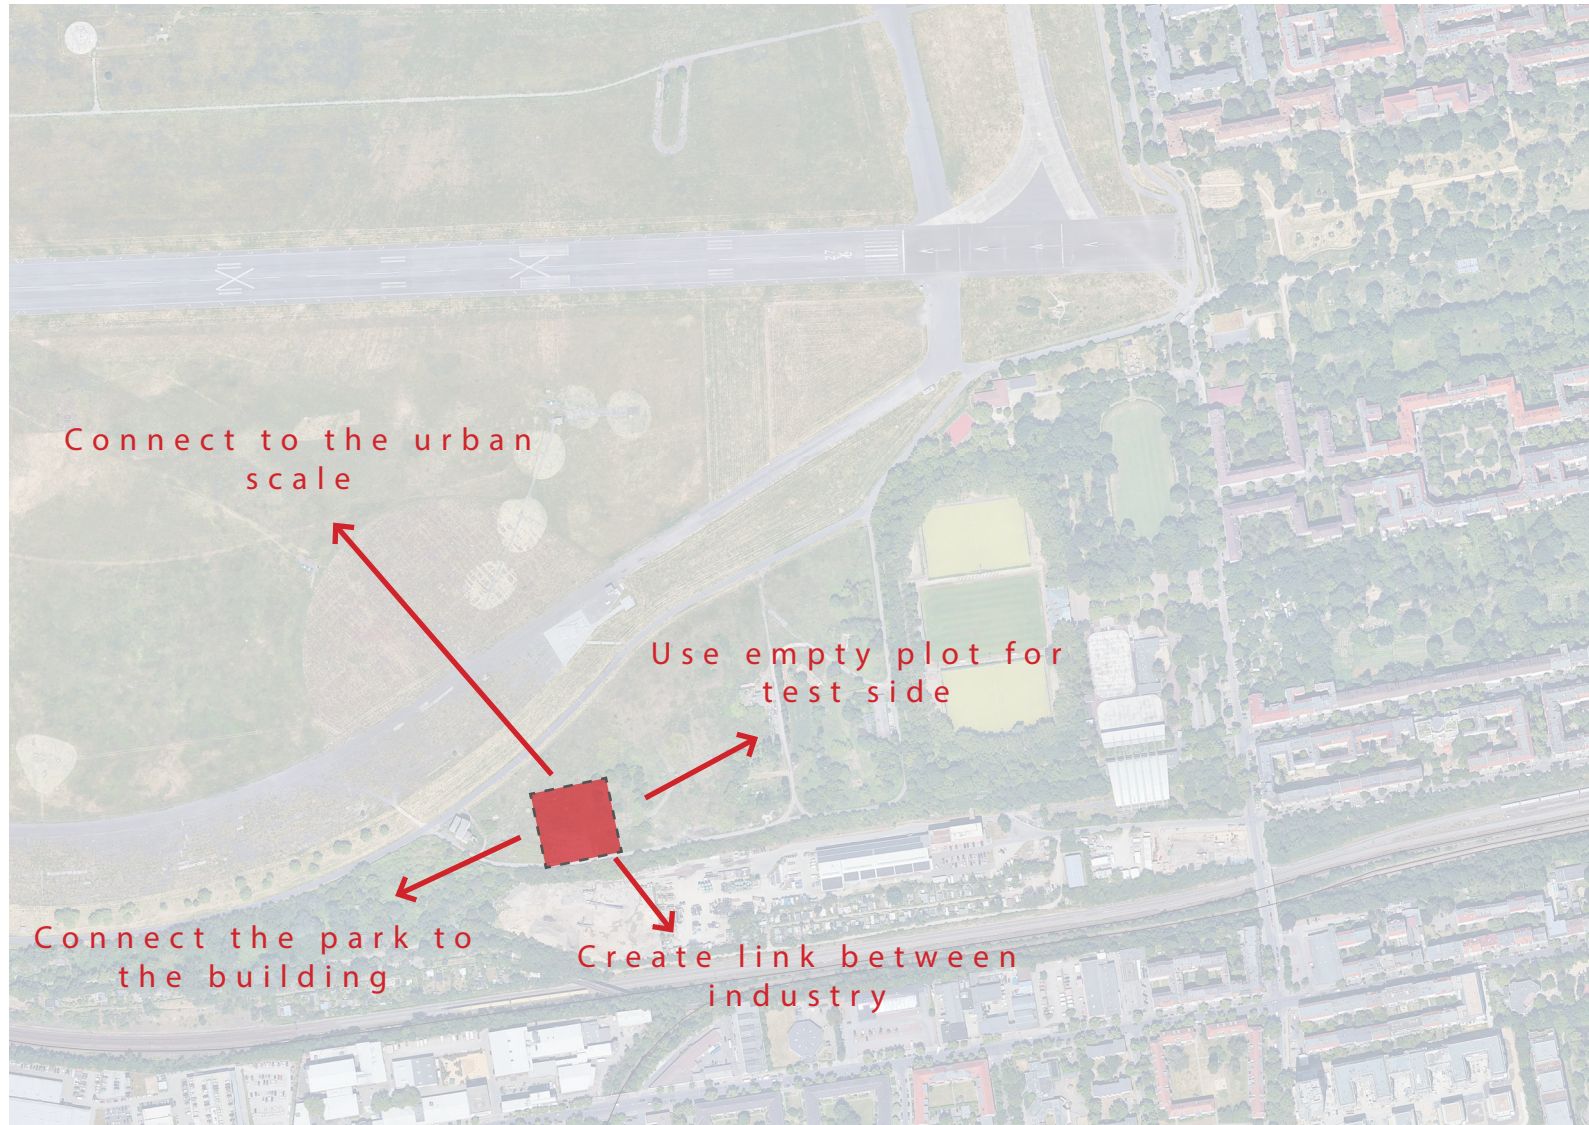 Connect to the urban
scale
Use empty plot for
test side
Connect the park to
the building
Create link between
industry